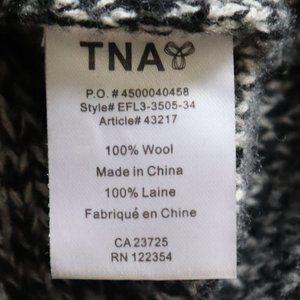 TNA
P.O. # 4500040458
Style# EFL3-3505-34
Article# 43217
100% Wool
Made in China
100% Laine
Fabriqué en Chine
CA 23725
RN 122354